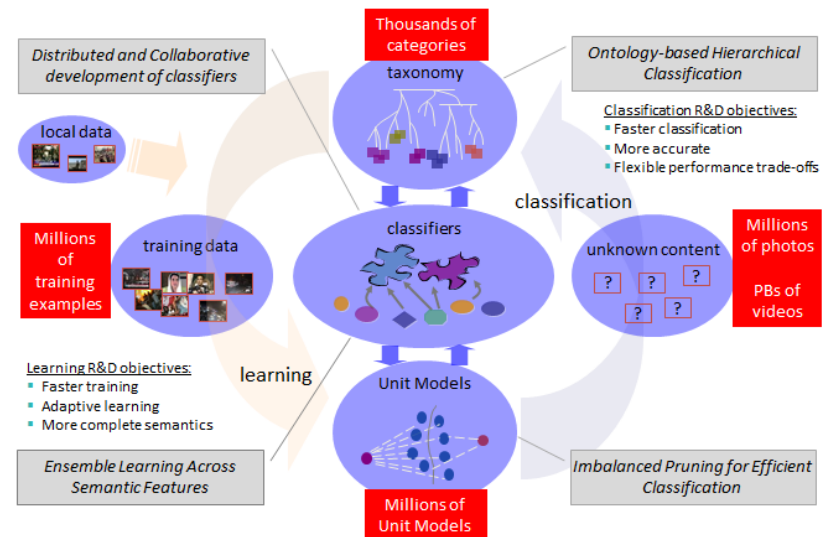 Thousands of
categories
Distributed and Collaborative
development of classifiers
Ontology-based Hierarchical
Classification
taxonomy
Classification R&D objectives:
Faster classification
More accurate
Flexible performance trade-offs
local data
classification
classifiers
Millions
of
training
examples
training data
unknown content
? ? ?
? ?
Millions
of photos
PBs of
videos
Learning R&D objectives:
Faster training
Adaptive learning
More complete semantics
learning
Unit Models
Ensemble Learning Across
Semantic Features
Imbalanced Pruning for Efficient
Classification
Millions of
Unit Models